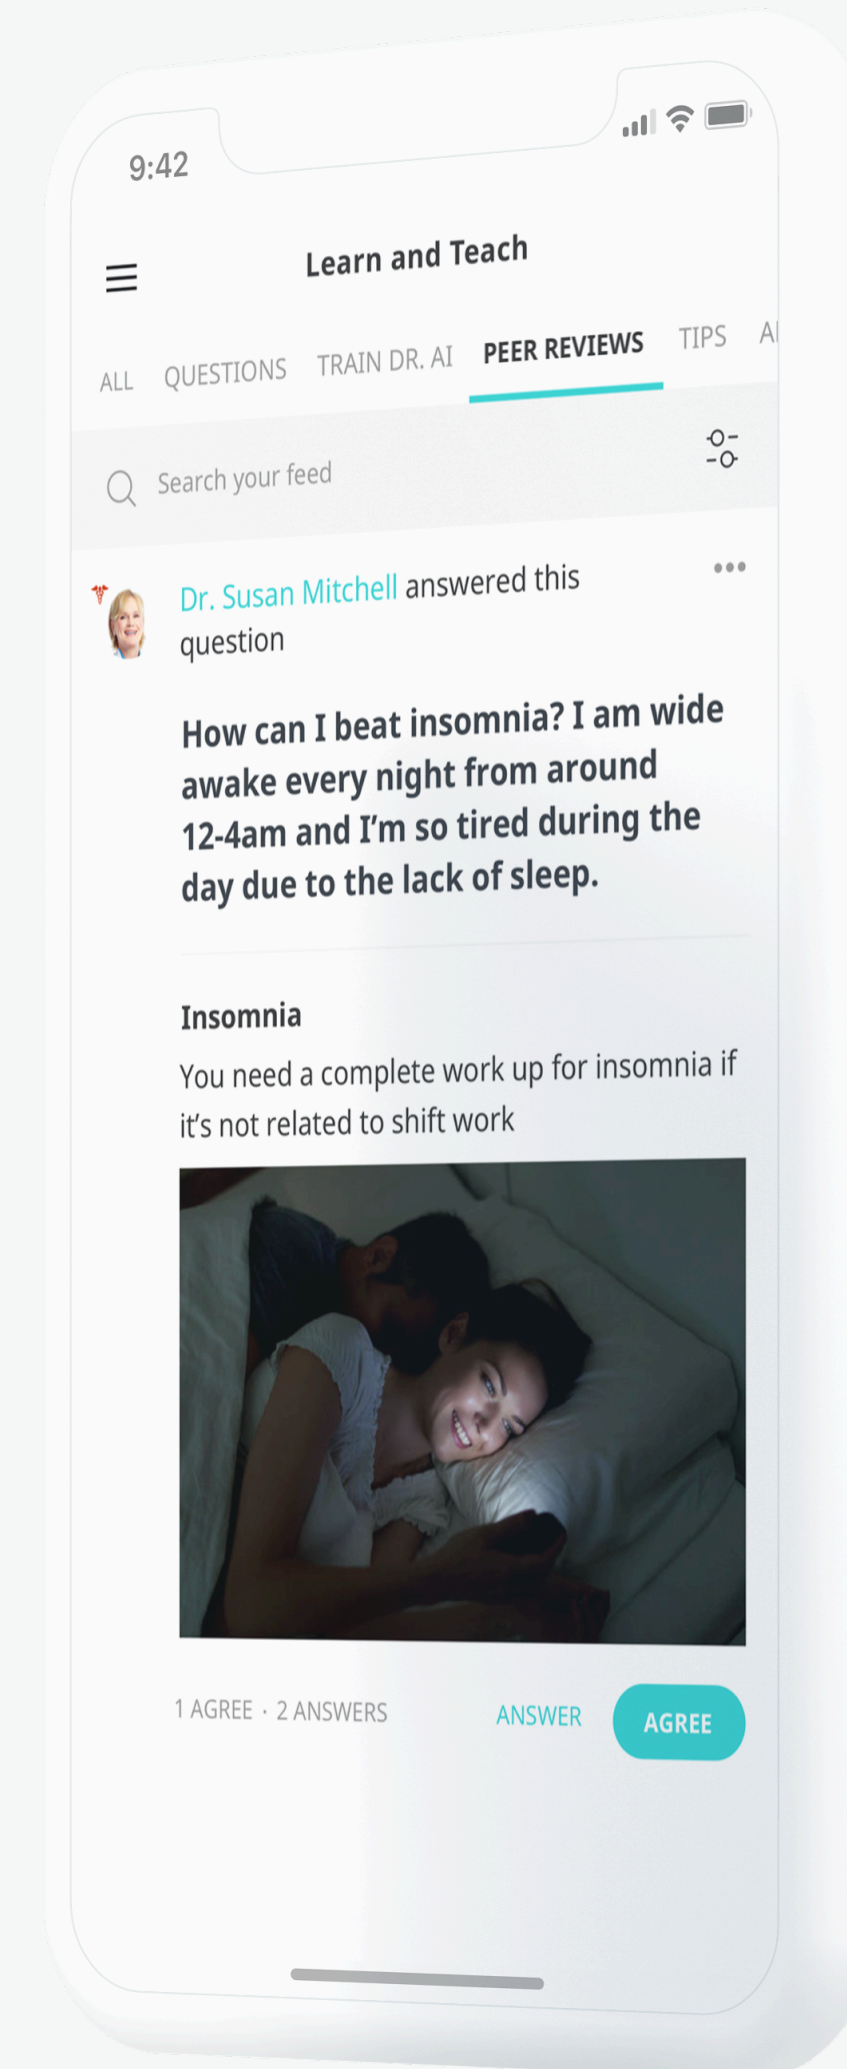 9:42
Learn and Teach
ALL QUESTIONS TRAIN DR. AI PEER REVIEWS TIPS
Search your feed
Dr. Susan Mitchell answered this
question
How can I beat insomnia? I am wide
awake every night from around
12-4am and I’m so tired during the
day due to the lack of sleep.
Insomnia
You need a complete work up for insomnia if
it’s not related to shift work
1 AGREE · 2 ANSWERS ANSWER AGREE